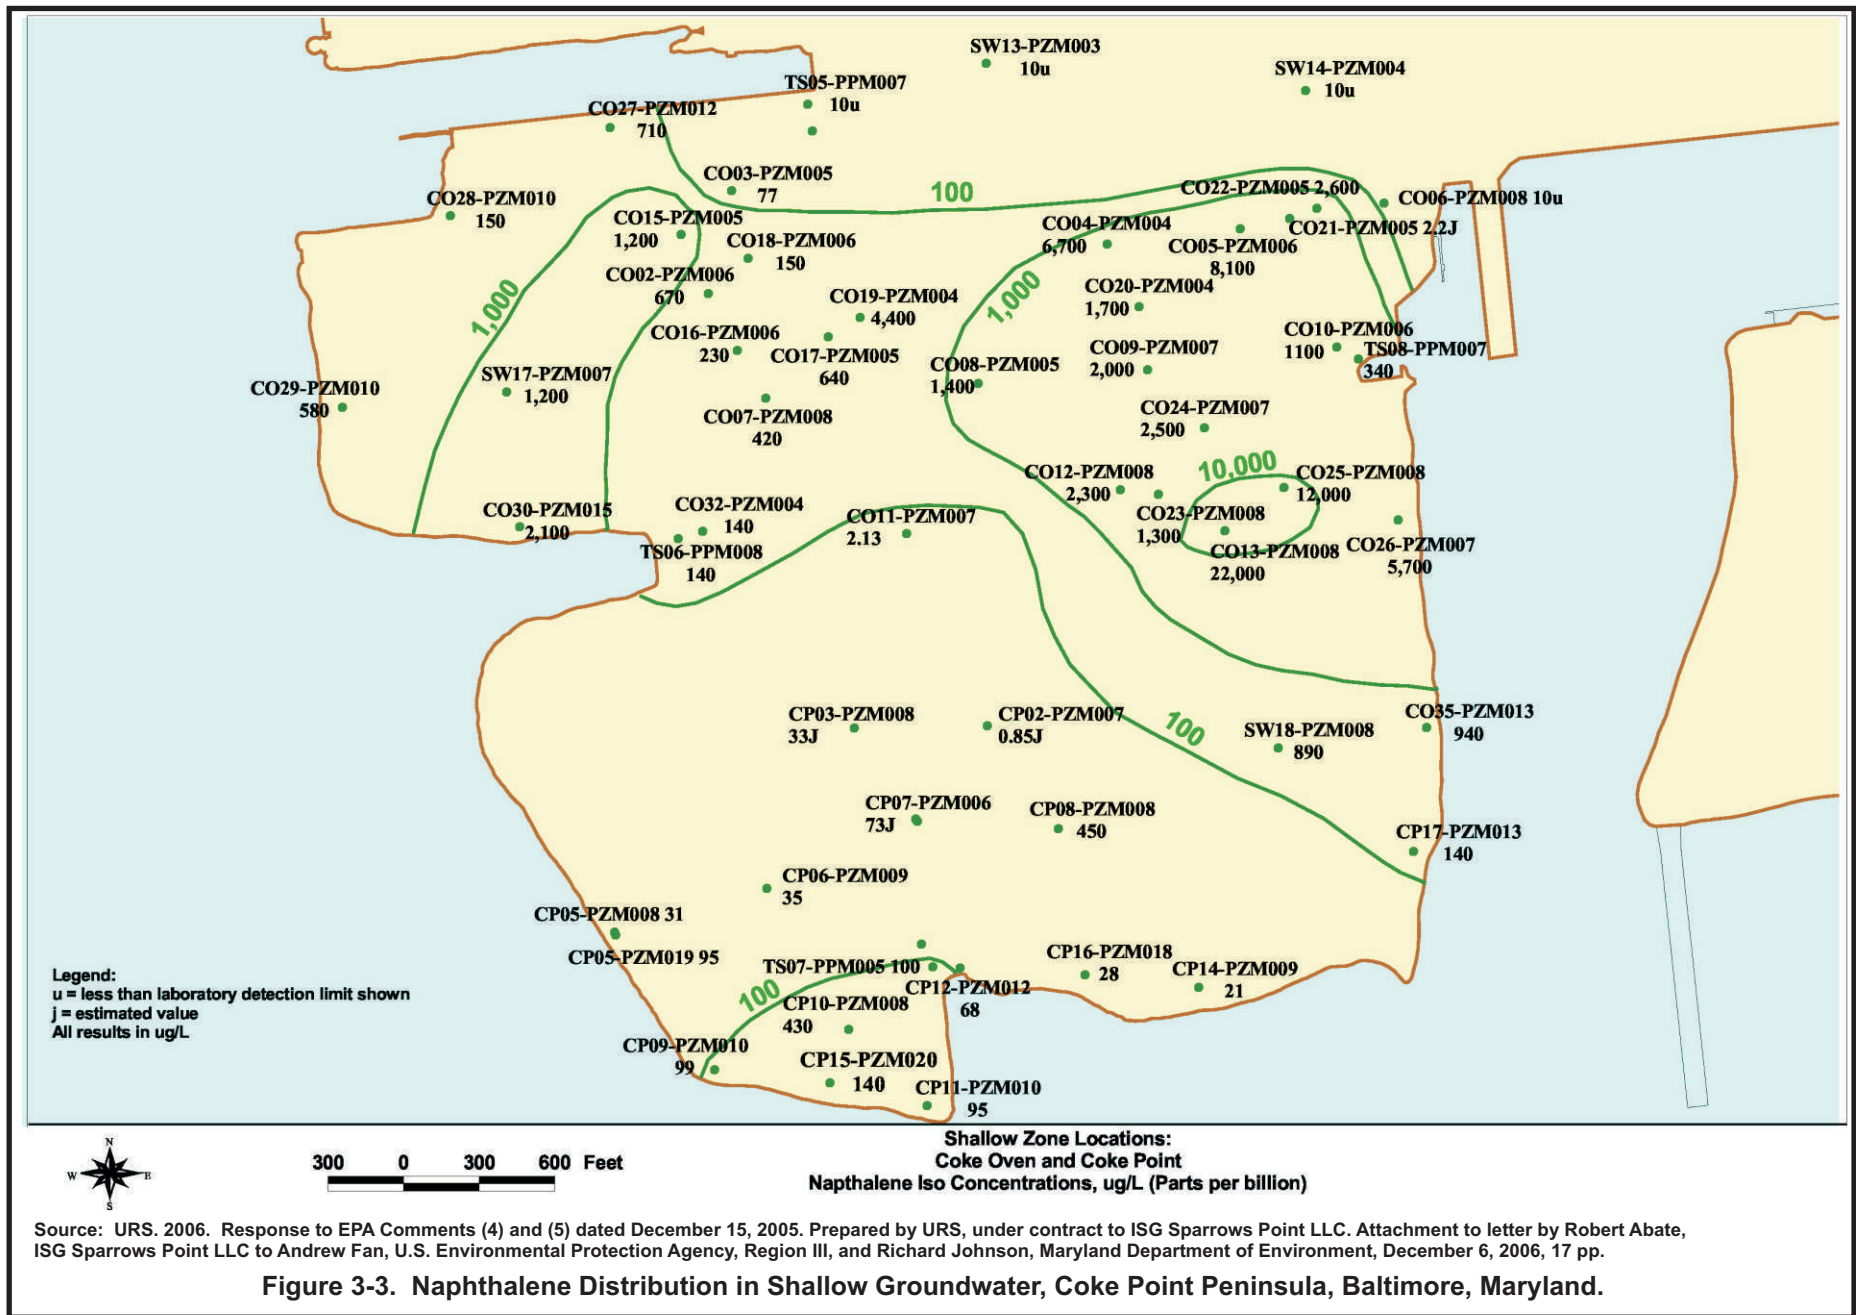 SW13-PZM003
10u
SW14-PZM004
10u
TS05-PPM007
10u
CO27-PZM012
710
CO03-PZM005
77
100
CO22-PZM005 2,600
CO06-PZM008 10u
CO28-PZM010
150
CO15-PZM005
1,200
CO18-PZM006
150
CO04-PZM004
6,700
CO05-PZM006
8,100
CO21-PZM005 2.2J
CO02-PZM006
670
1,000
CO19-PZM004
4,400
1,000
CO20-PZM004
1,700
CO16-PZM006
230
CO17-PZM005
640
CO10-PZM006
1100
TS08-PPM007
340
CO09-PZM007
2,000
CO08-PZM005
1,400
CO29-PZM010
580
SW17-PZM007
1,200
CO07-PZM008
420
CO24-PZM007
2,500
10,000
CO12-PZM008
2,300
CO25-PZM008
12,000
CO30-PZM015
2,100
CO32-PZM004
140
TS06-PPM008
140
CO11-PZM007
2.13
CO23-PZM008
1,300
CO13-PZM008
22,000
CO26-PZM007
5,700
CP03-PZM008
33J
CP02-PZM007
0.85J
100
SW18-PZM008
890
CO35-PZM013
940
CP07-PZM006
73J
CP08-PZM008
450
CP17-PZM013
140
CP06-PZM009
35
CP05-PZM008 31
CP05-PZM019 95
TS07-PPM005 100
CP16-PZM018
28
CP14-PZM009
21
CP12-PZM012
68
100
CP10-PZM008
430
CP09-PZM010
99
CP15-PZM020
140
CP11-PZM010
95
Legend:
u = less than laboratory detection limit shown
j = estimated value
All results in ug/L
N
W E
S
300 0 300 600 Feet
Shallow Zone Locations:
Coke Oven and Coke Point
Napthalene Iso Concentrations, ug/L (Parts per billion)
Source: URS. 2006. Response to EPA Comments (4) and (5) dated December 15, 2005. Prepared by URS, under contract to ISG Sparrows Point LLC. Attachment to letter by Robert Abate,
ISG Sparrows Point LLC to Andrew Fan, U.S. Environmental Protection Agency, Region III, and Richard Johnson, Maryland Department of Environment, December 6, 2006, 17 pp.
Figure 3-3. Naphthalene Distribution in Shallow Groundwater, Coke Point Peninsula, Baltimore, Maryland.